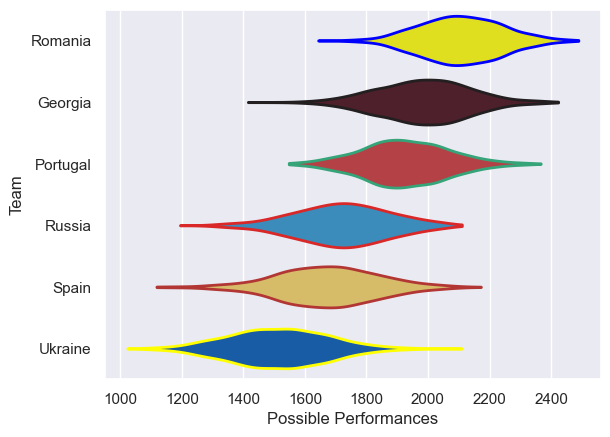 Romania
Georgia
Portugal
Russia
Spain
Ukraine
Team
1000 1200 1400 1600 1800 2000 2200 2400
Possible Performances